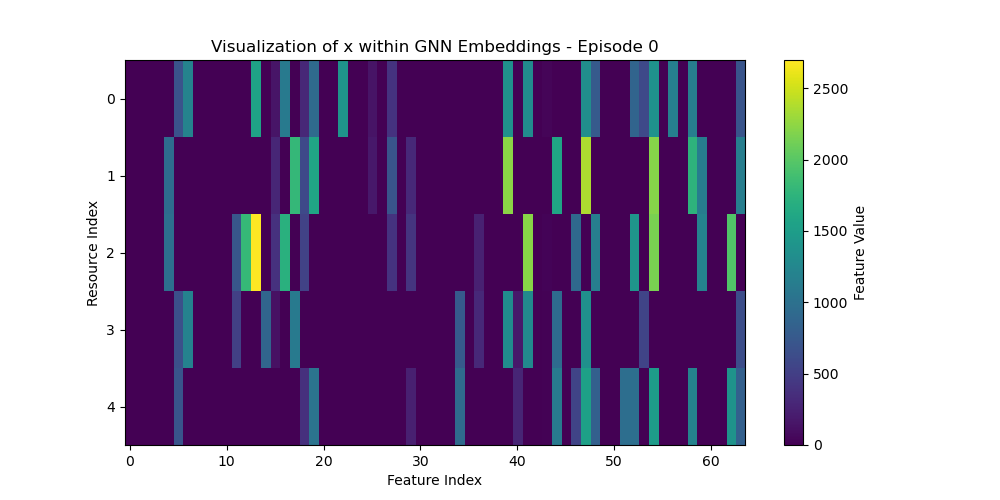 Visualization of x within GNN Embeddings - Episode 0
Resource Index
0
1
2
3
4
0 10 20 30 40 50 60
Feature Index
2500
2000
1500
1000
500
0
Feature Value